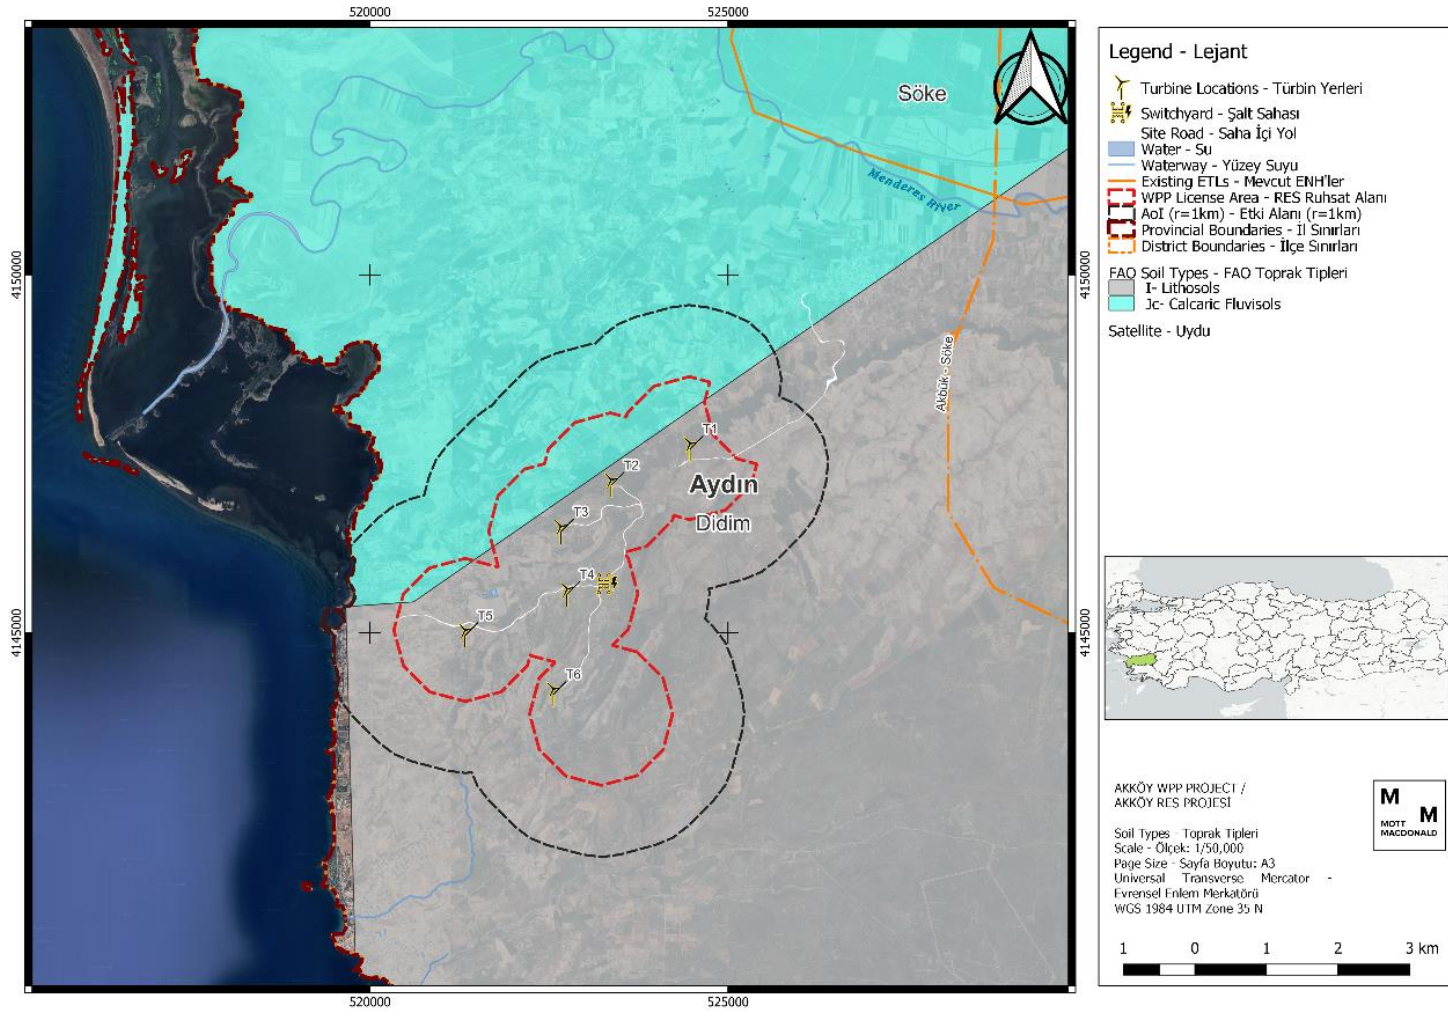 520000
525000
4150000
4145000
4150000
4145000
520000
525000
Söke
Menderes River
Akbük - Söke
T1
T2
T3
T4
T5
T6
Aydın
Didim
Legend - Lejant
Turbine Locations - Türbin Yerleri
Switchyard - Şalt Sahası
Site Road - Saha İçi Yol
Water - Su
Waterway - Yüzey Suyu
Existing ETLs - Mevcut ENH'ler
WPP License Area - RES Ruhsat Alanı
AoI (r=1km) - Etki Alanı (r=1km)
Provincial Boundaries - İl Sınırları
District Boundaries - İlçe Sınırları
FAO Soil Types - FAO Toprak Tipleri
I- Lithosols
Jc- Calcaric Fluvisols
Satellite - Uydu
AKKÖY WPP PROJECT /
AKKÖY RES PROJESİ
M
M
MOTT
MACDONALD
Soil Types - Toprak Tipleri
Scale - Ölçek: 1/50,000
Page Size - Sayfa Boyutu: A3
Universal Transverse Mercator -
Evrensel Enlem Merkatörü
WGS 1984 UTM Zone 35 N
1 0 1 2 3 km